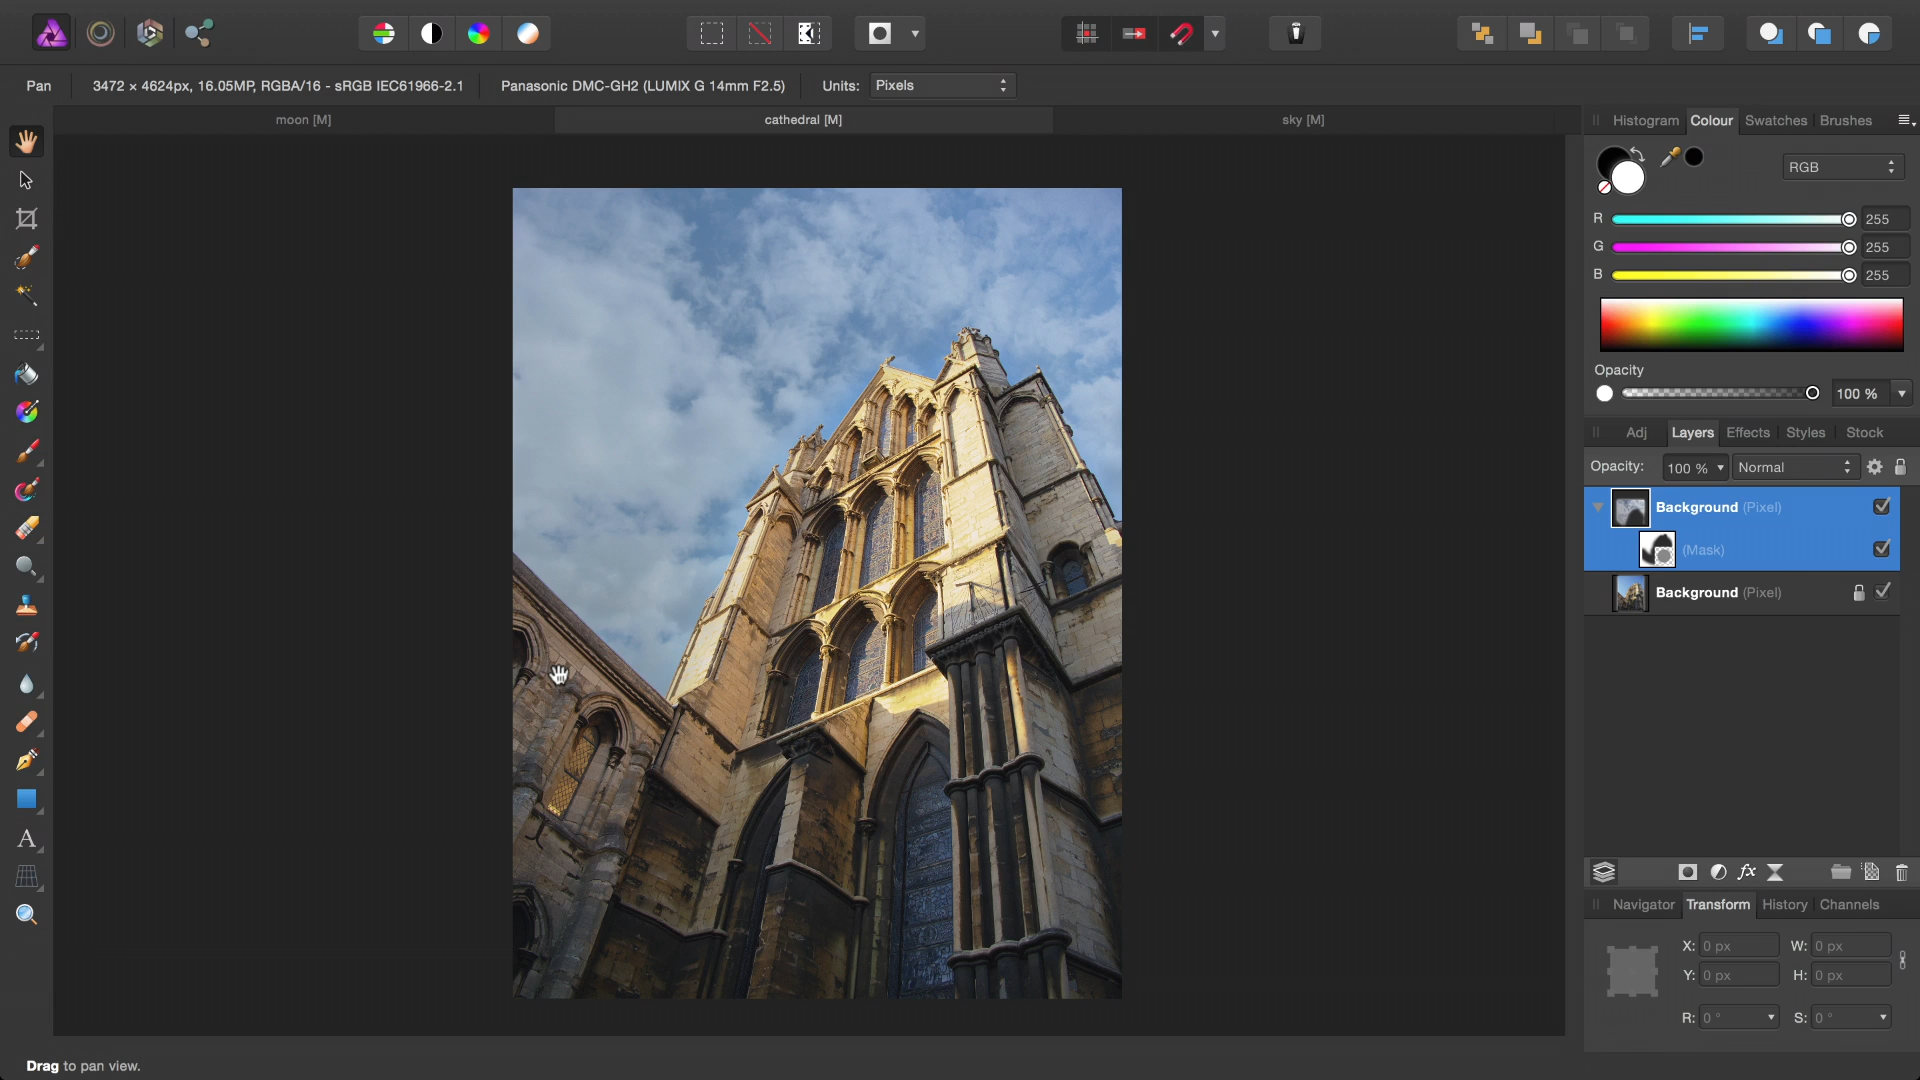 Pan
3472 × 4624px, 16.05MP, RGBA/16 - sRGB IEC61966-2.1
Panasonic DMC-GH2 (LUMIX G 14mm F2.5)
Units:
Pixels
moon [M]
cathedral [M]
sky [M]
Histogram
Colour
Swatches
Brushes
RGB
R
255
G
255
B
255
Opacity
100 %
Adj
Layers
Effects
Styles
Stock
Opacity:
100 %
Normal
Background (Pixel)
(Mask)
Background (Pixel)
fx
A
Navigator
Transform
History
Channels
X:
0 px
W:
0 px
Y:
0 px
H:
0 px
R:
0 °
S:
0 °
Drag to pan view.